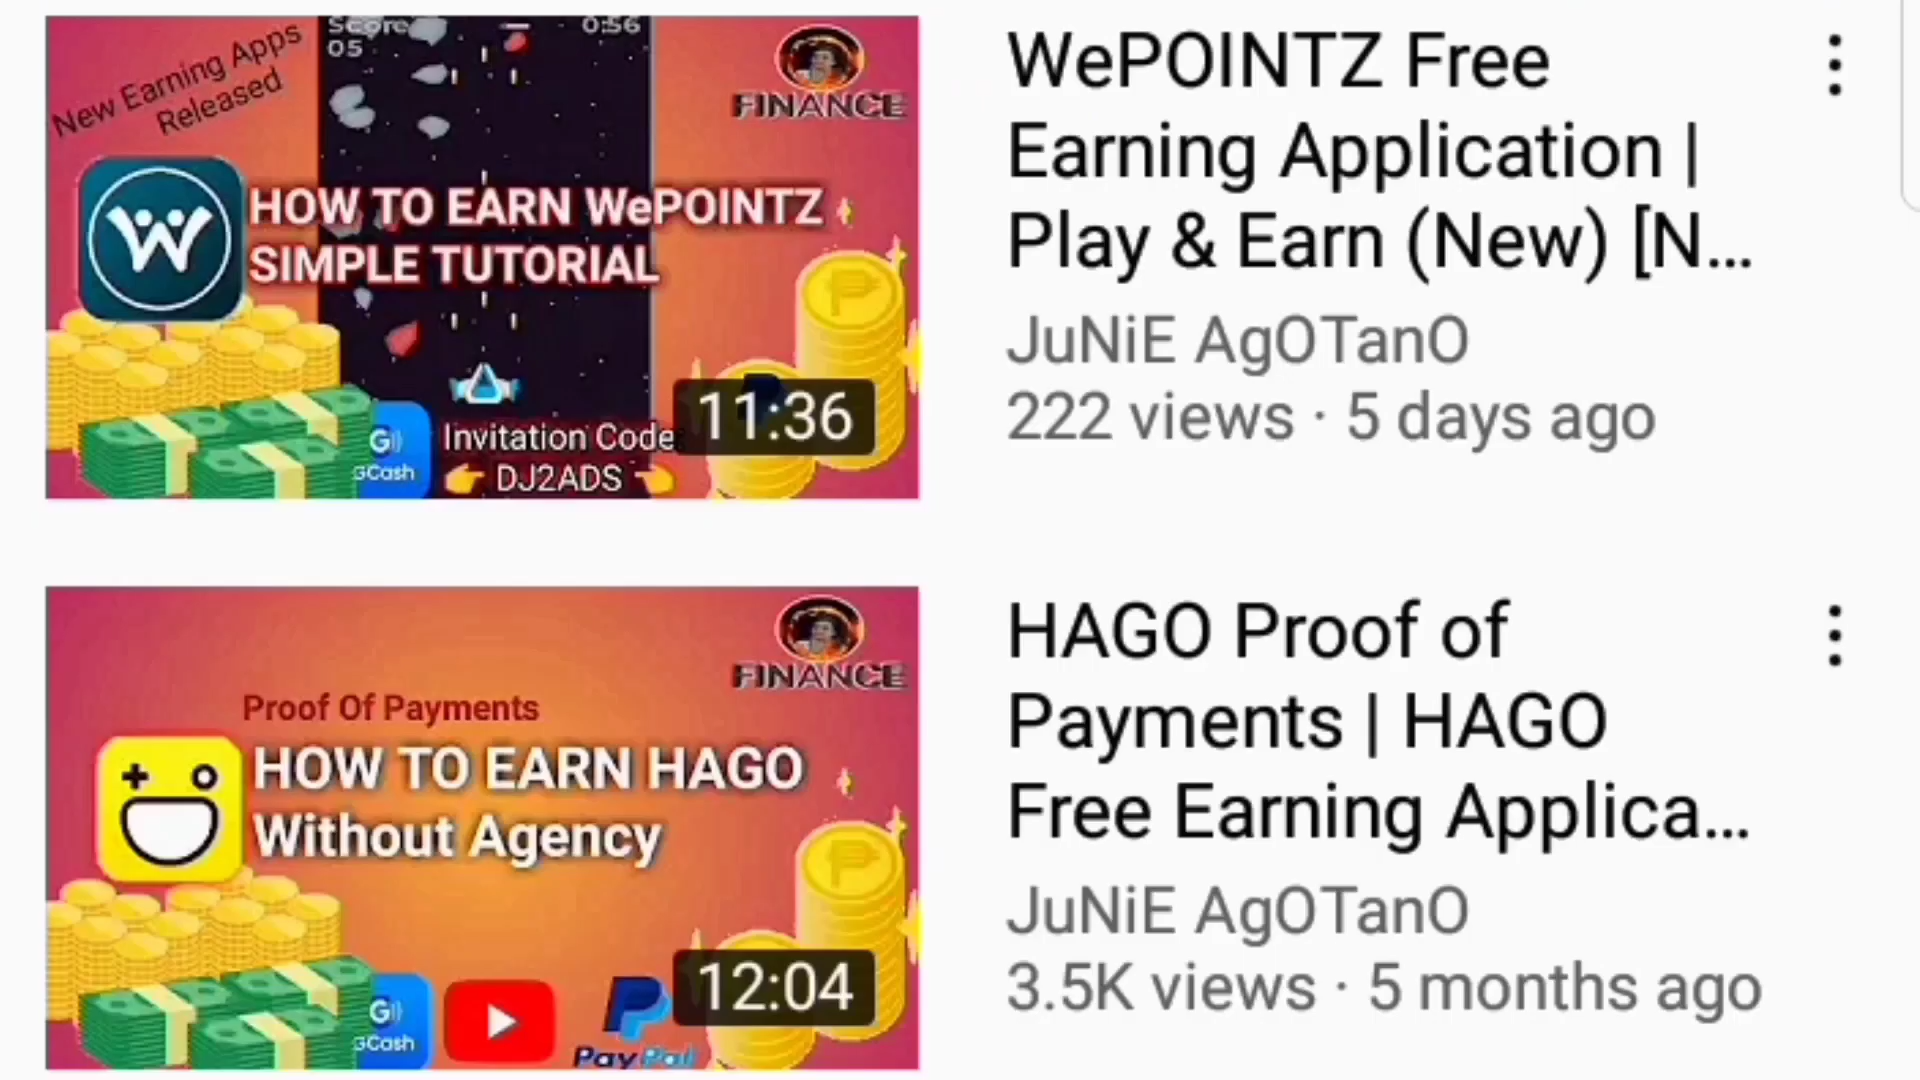 New Earning Apps
Released
Score
05
0:56
FINANCE
HOW TO EARN WePOINTZ
SIMPLE TUTORIAL
GCash
Invitation Code
DJ2ADS
11:36
WePOINTZ Free
Earning Application |
Play & Earn (New) [N...
JuNiE AgOTanO
222 views · 5 days ago
FINANCE
Proof Of Payments
HOW TO EARN HAGO
Without Agency
GCash
PayPal
12:04
HAGO Proof of
Payments | HAGO
Free Earning Applica...
JuNiE AgOTanO
3.5K views · 5 months ago